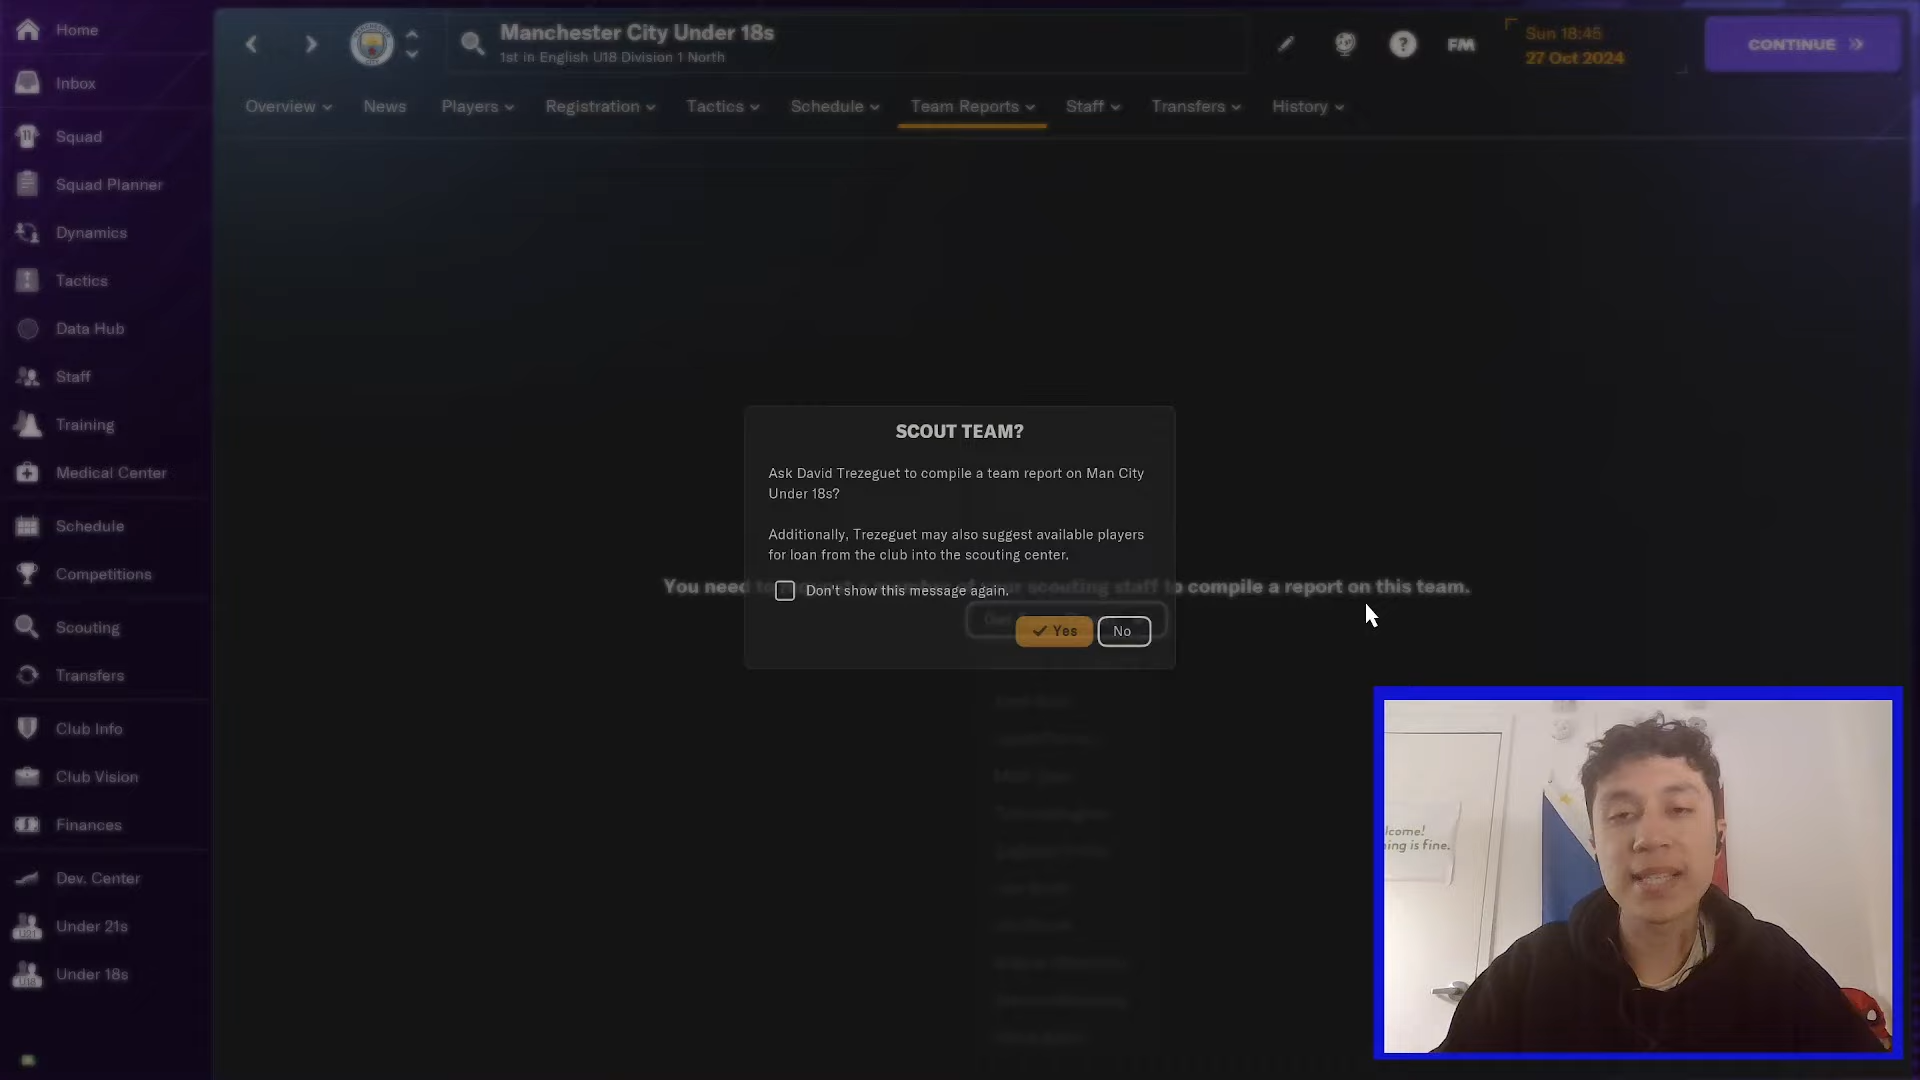 Home
Inbox
Squad
Squad Planner
Dynamics
Tactics
Data Hub
Staff
Training
Medical Center
Schedule
Competitions
Scouting
Transfers
Club Info
Club Vision
Finances
Dev. Center
Under 21s
Under 18s
Manchester City Under 18s
1st in English U18 Division 1 North
FM
Sun 18:45
27 Oct 2024
CONTINUE
Overview
News
Players
Registration
Tactics
Schedule
Team Reports
Staff
Transfers
History
SCOUT TEAM?
Ask David Trezeguet to compile a team report on Man City
Under 18s?
Additionally, Trezeguet may also suggest available players
for loan from the club into the scouting center.
You need scouting staff to compile a report on this team.
Don't show this message again.
Yes
No
lcome!
ing is fine.